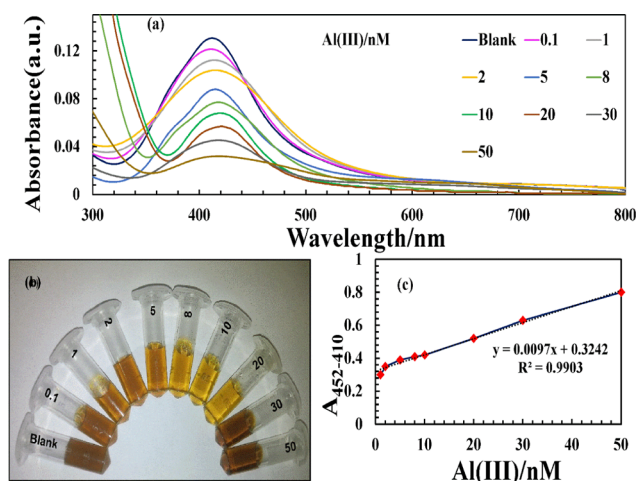 (a)
Al(III)/nM
Blank 0.1 1
2 5 8
10 20 30
50
Absorbance(a.u.)
0.12
0.08
0.04
0
300 400 500 600 700 800
Wavelength/nm
(b)
Blank
0.1
1
2
5
8
10
20
30
50
(c)
A452-410
1
0.8
0.6
0.4
0.2
0
y = 0.0097x + 0.3242
R² = 0.9903
0 10 20 30 40 50
Al(III)/nM